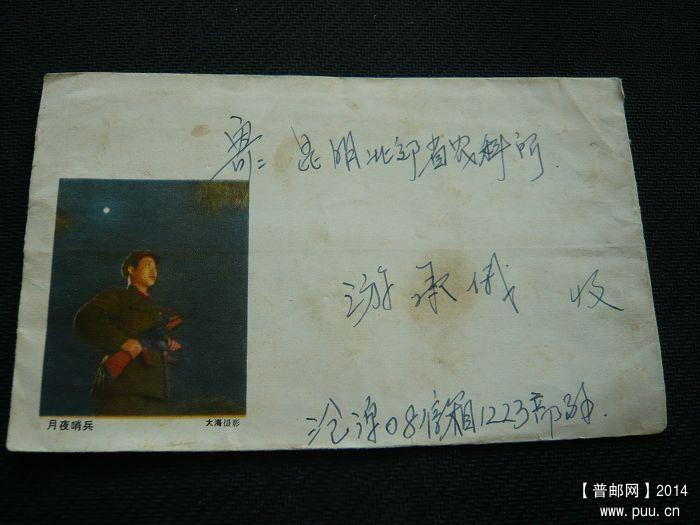 寄: 昆明北郊省农科所.
游承俄 收
沧源08信箱1223部队.
月夜哨兵
大海摄影
【普邮网】2014
www.puu.cn